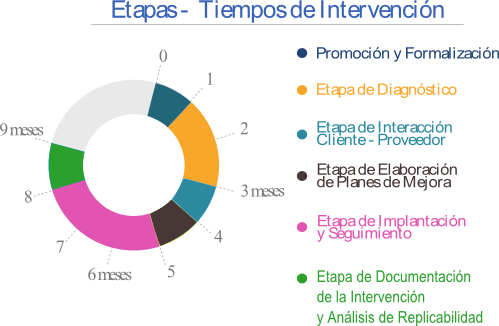 Etapas - Tiempos de Intervención
0
1
2
3 meses
4
5
6 meses
7
8
9 meses
Promoción y Formalización
Etapa de Diagnóstico
Etapa de Interacción
Cliente - Proveedor
Etapa de Elaboración
de Planes de Mejora
Etapa de Implantación
y Seguimiento
Etapa de Documentación
de la Intervención
y Análisis de Replicabilidad